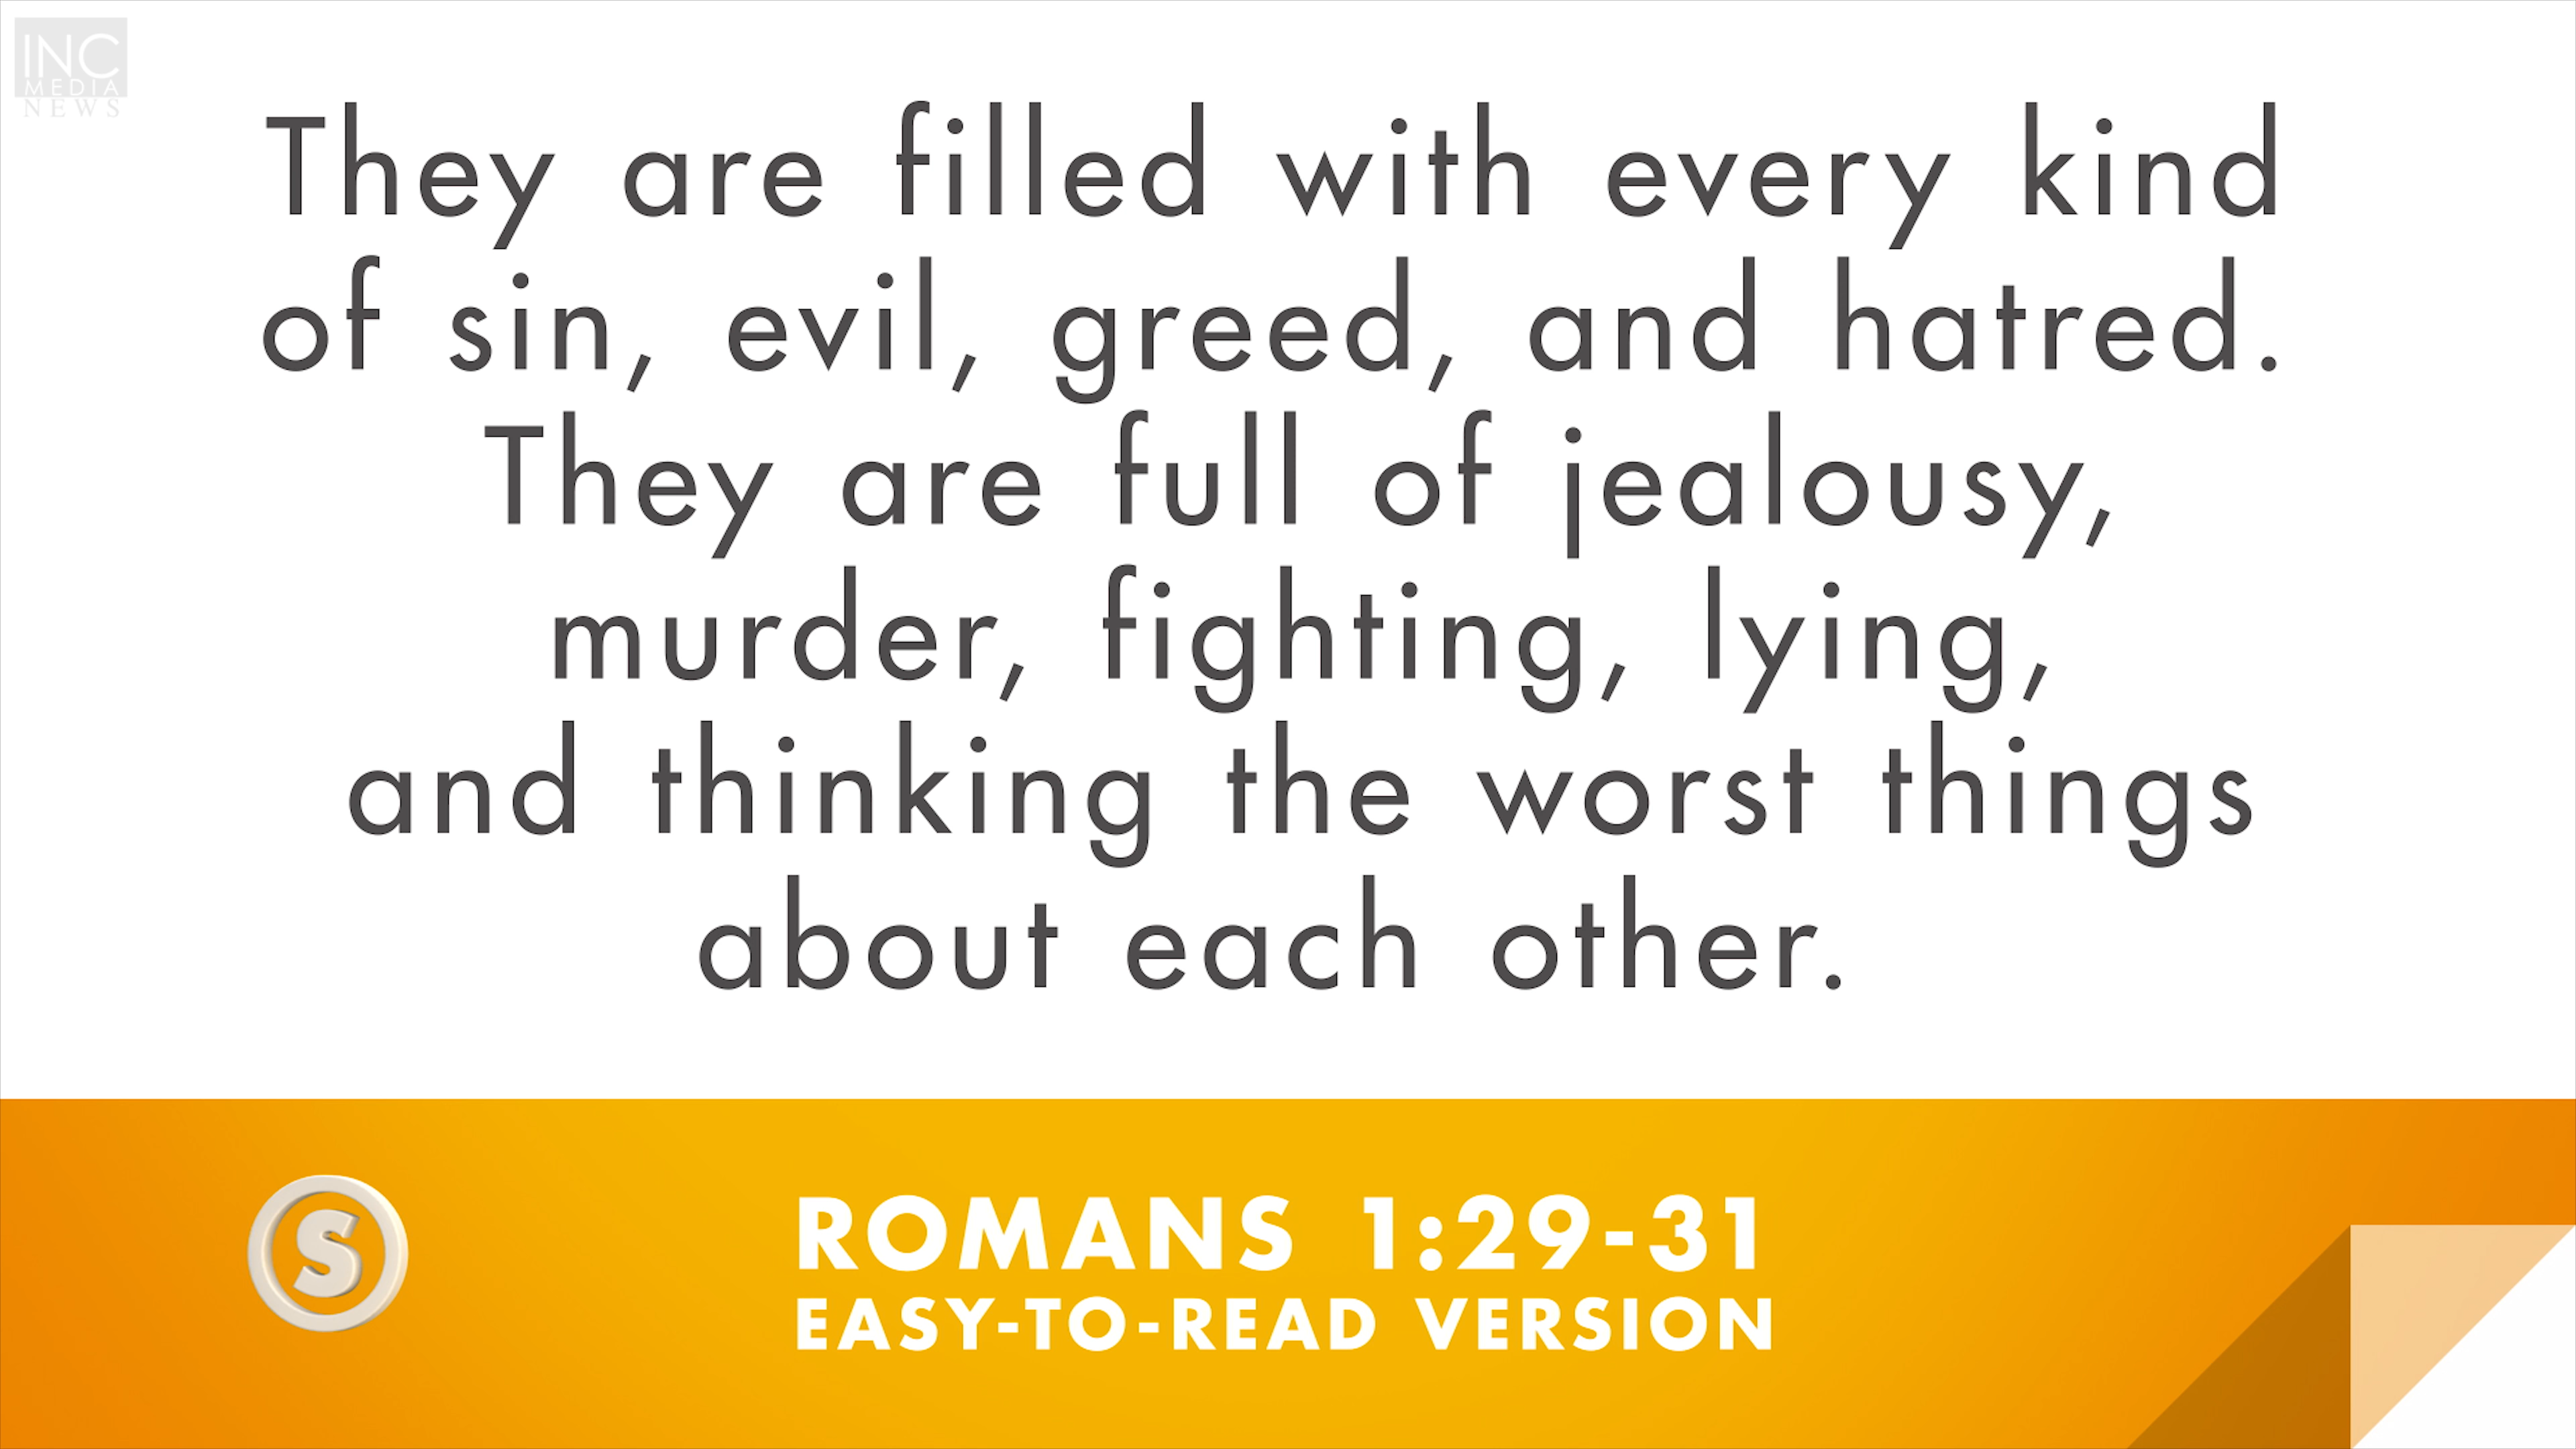 INC
MEDIA
NEWS
They are filled with every kind
of sin, evil, greed, and hatred.
They are full of jealousy,
murder, fighting, lying,
and thinking the worst things
about each other.
S
ROMANS 1:29-31
EASY-TO-READ VERSION